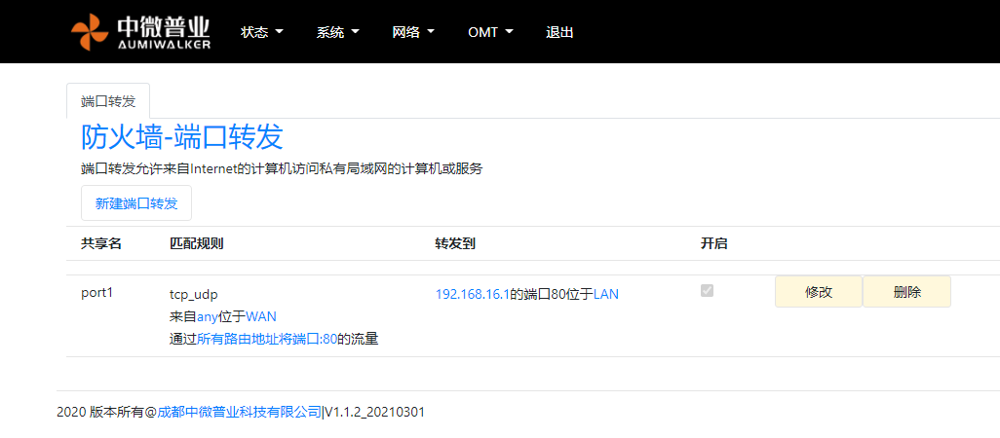 中微普业
AUMIWALKER
状态 系统 网络 OMT 退出
端口转发
防火墙-端口转发
端口转发允许来自Internet的计算机访问私有局域网的计算机或服务
新建端口转发
共享名 匹配规则 转发到 开启
port1 tcp_udp 192.168.16.1的端口80位于LAN 修改 删除
来自any位于WAN
通过所有路由地址将端口:80的流量
2020 版本所有@成都中微普业科技有限公司|V1.1.2_20210301